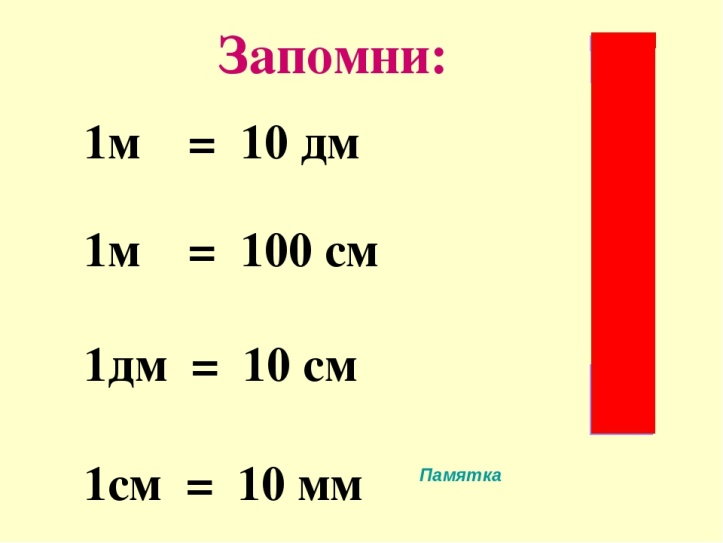 Запомни:
1м = 10 дм
1м = 100 см
1дм = 10 см
1см = 10 мм
Памятка